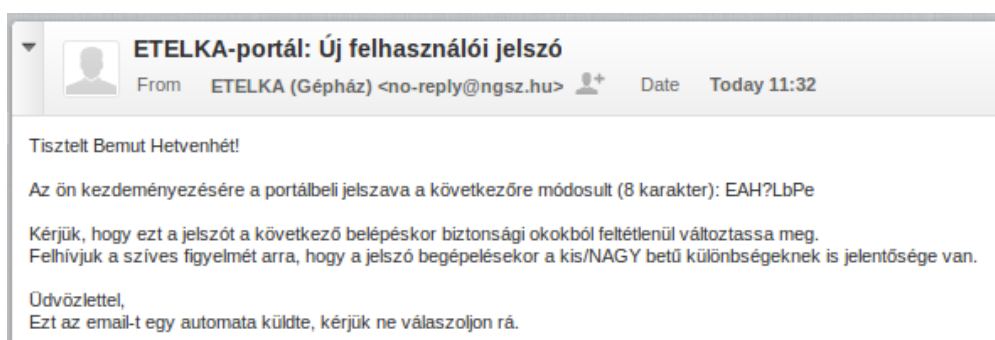 ETELKA-portál: Új felhasználói jelszó
From ETELKA (Gépház) <no-reply@ngsz.hu> Date Today 11:32
Tisztelt Bemut Hetvenhét!
Az ön kezdeményezésére a portálbeli jelszava a következőre módosult (8 karakter): EAH?LbPe
Kérjük, hogy ezt a jelszót a következő belépéskor biztonsági okokból feltétlenül változtassa meg.
Felhívjuk a szíves figyelmét arra, hogy a jelszó begépelésekor a kis/NAGY betű különbségeknek is jelentősége van.
Üdvözlettel,
Ezt az email-t egy automata küldte, kérjük ne válaszoljon rá.